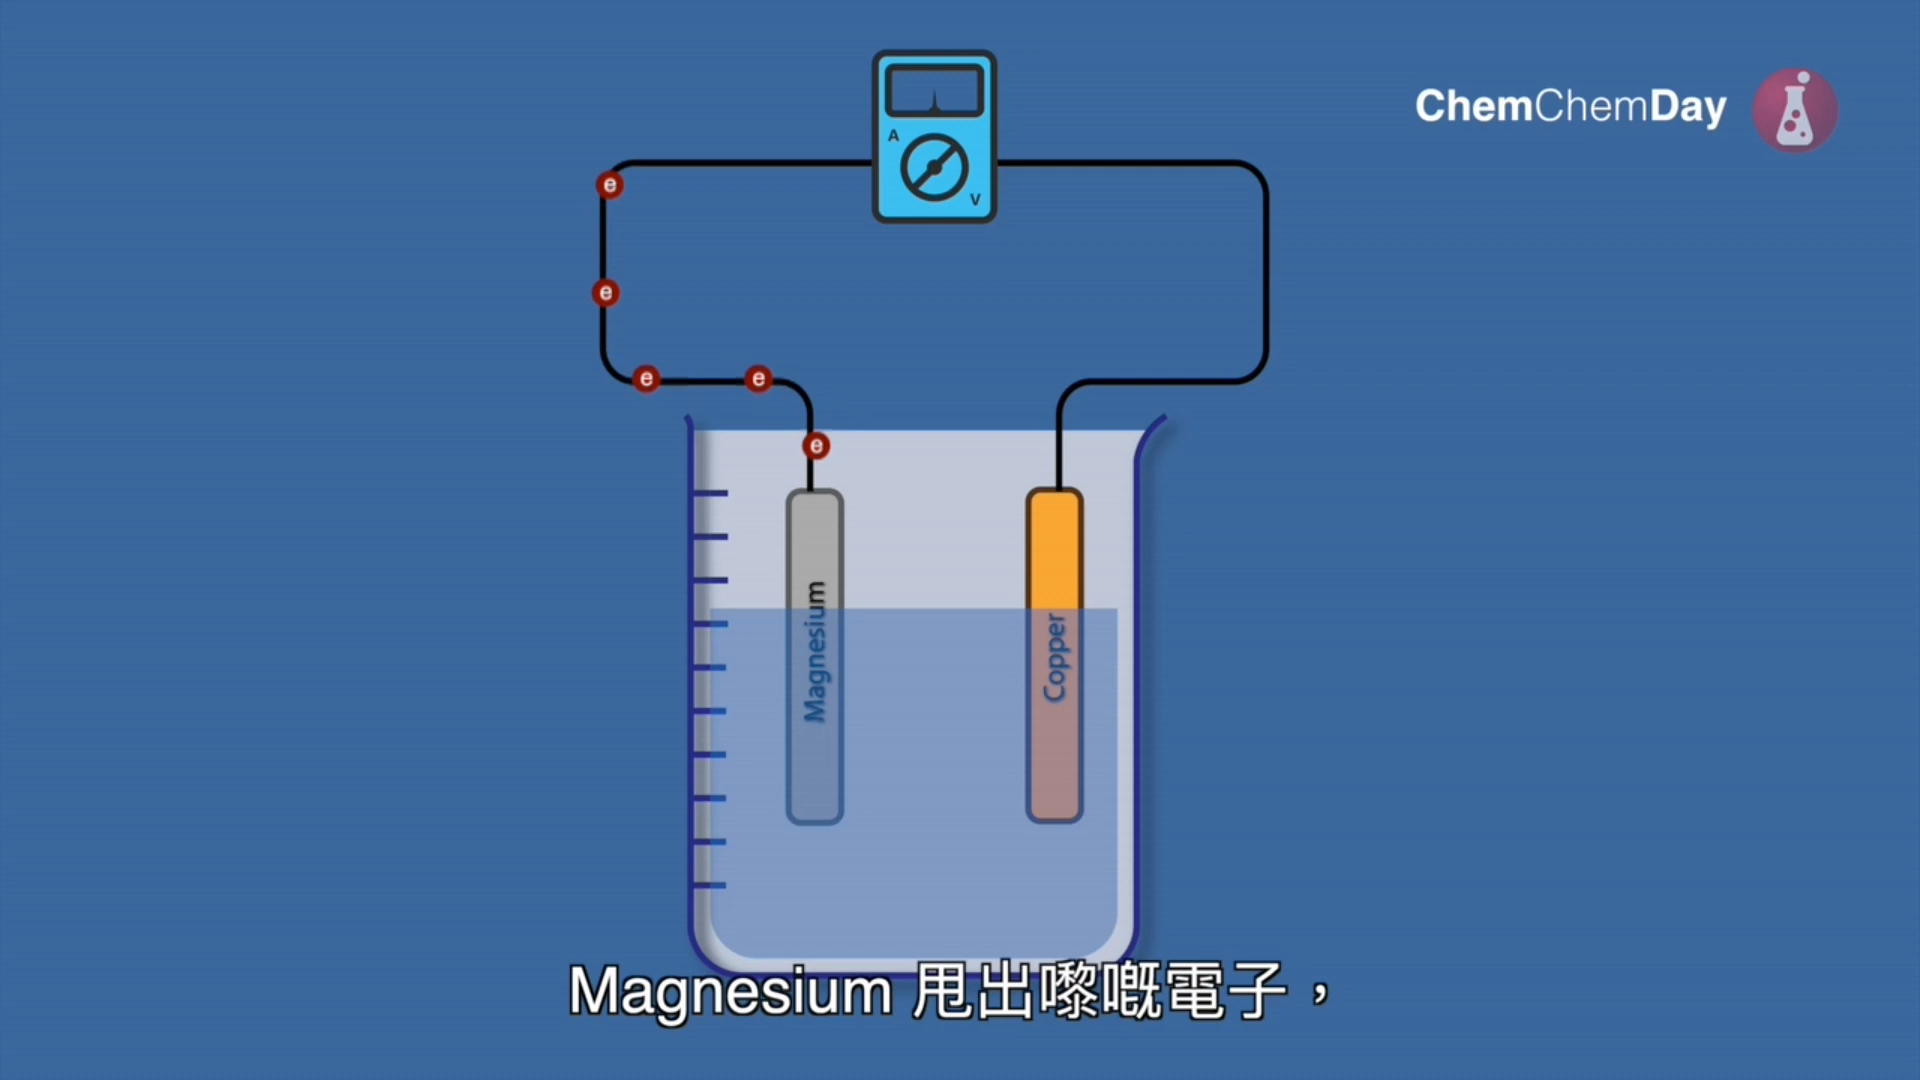 ChemChemDay
A
V
e
e
e
e
e
Magnesium
Copper
Magnesium 甩出嚟嘅電子，